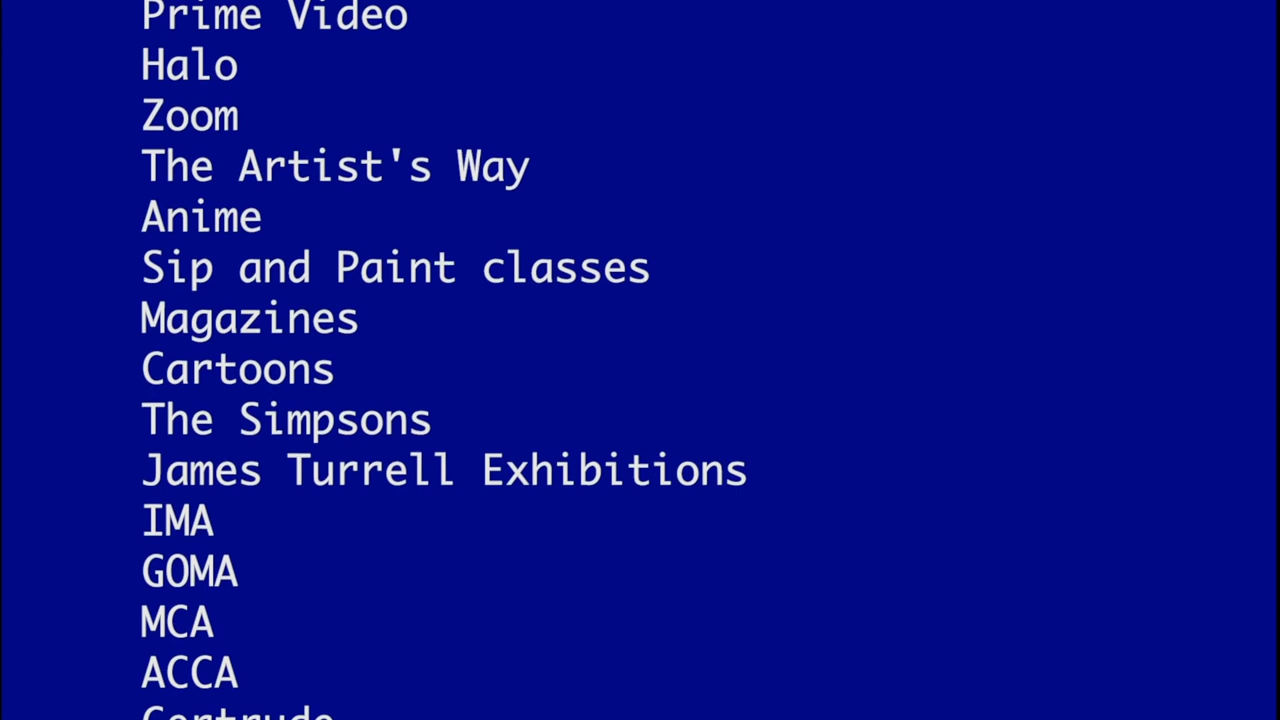 Prime Video
Halo
Zoom
The Artist's Way
Anime
Sip and Paint classes
Magazines
Cartoons
The Simpsons
James Turrell Exhibitions
IMA
GOMA
MCA
ACCA
Gertrude